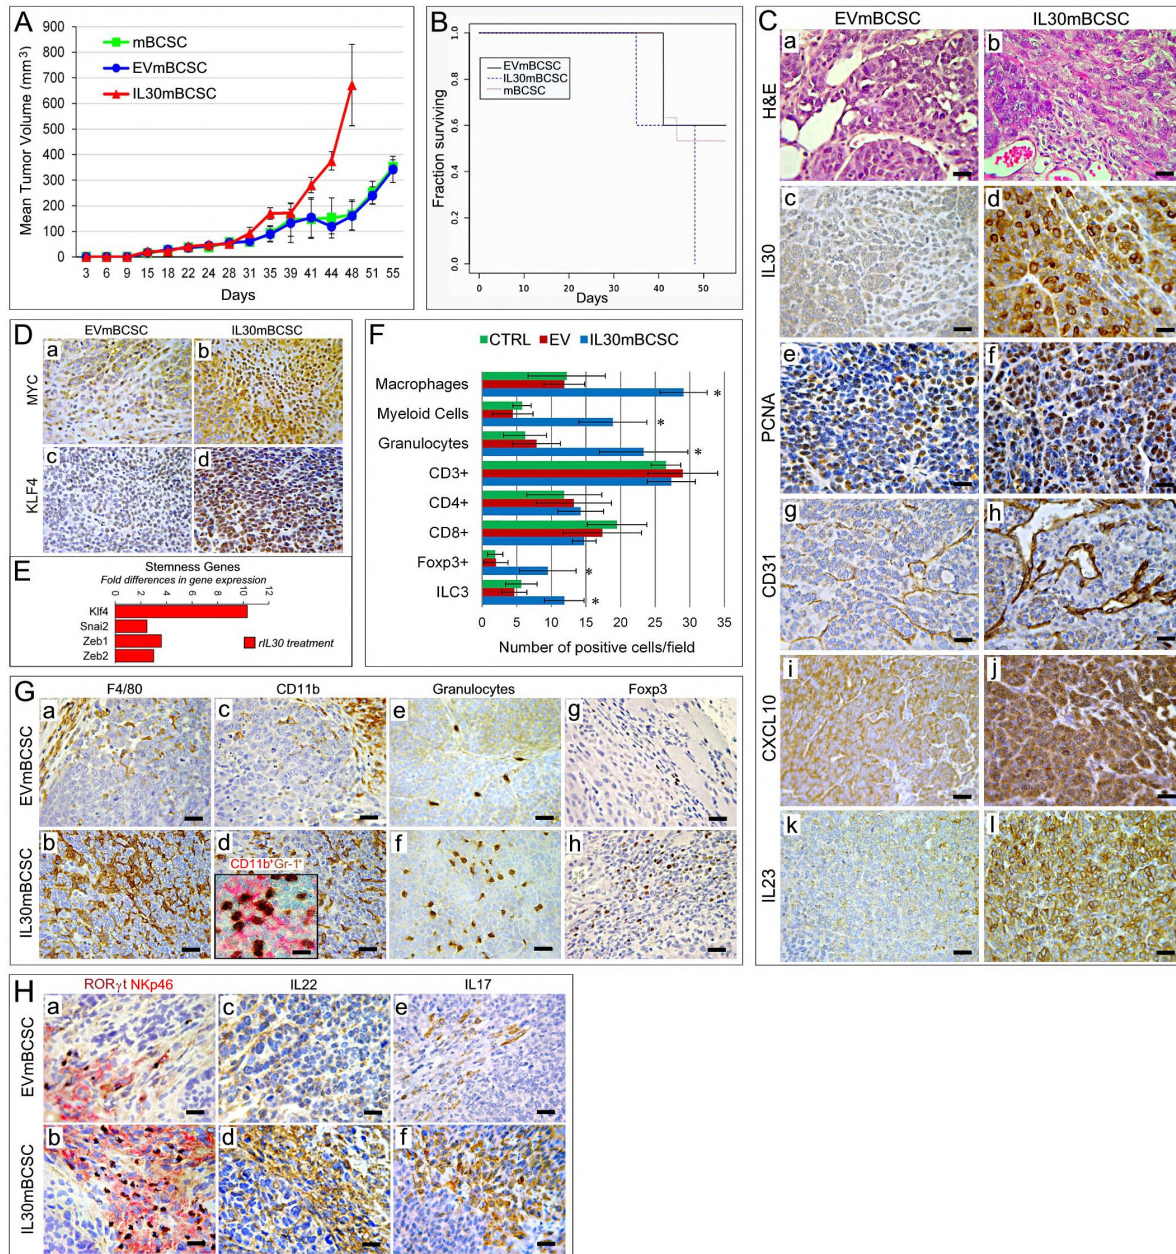 A
900
800
700
600
500
400
300
200
100
0
Mean Tumor Volume (mm³)
mBCSC
EVmBCSC
IL30mBCSC
3 6 9 15 18 22 24 28 31 35 39 41 44 48 51 55
Days
B
1.0
0.8
0.6
0.4
0.2
0.0
Fraction surviving
EVmBCSC
IL30mBCSC
mBCSC
0 10 20 30 40 50
Days
C
EVmBCSC IL30mBCSC
H&E
a b
IL30
c d
PCNA
e f
CD31
g h
CXCL10
i j
IL23
k l
D
EVmBCSC IL30mBCSC
MYC
a b
KLF4
c d
E
Stemness Genes
Fold differences in gene expression
0 2 4 6 8 10 12
Klf4
Snai2
Zeb1
Zeb2
rIL30 treatment
F
CTRL EV IL30mBCSC
Macrophages *
Myeloid Cells *
Granulocytes *
CD3+
CD4+
CD8+
Foxp3+ *
ILC3 *
0 5 10 15 20 25 30 35
Number of positive cells/field
G
F4/80 CD11b Granulocytes Foxp3
EVmBCSC
a c e g
IL30mBCSC
b d f h
CD11b⁺Gr-1⁺
H
RORγt NKp46 IL22 IL17
EVmBCSC
a c e
IL30mBCSC
b d f